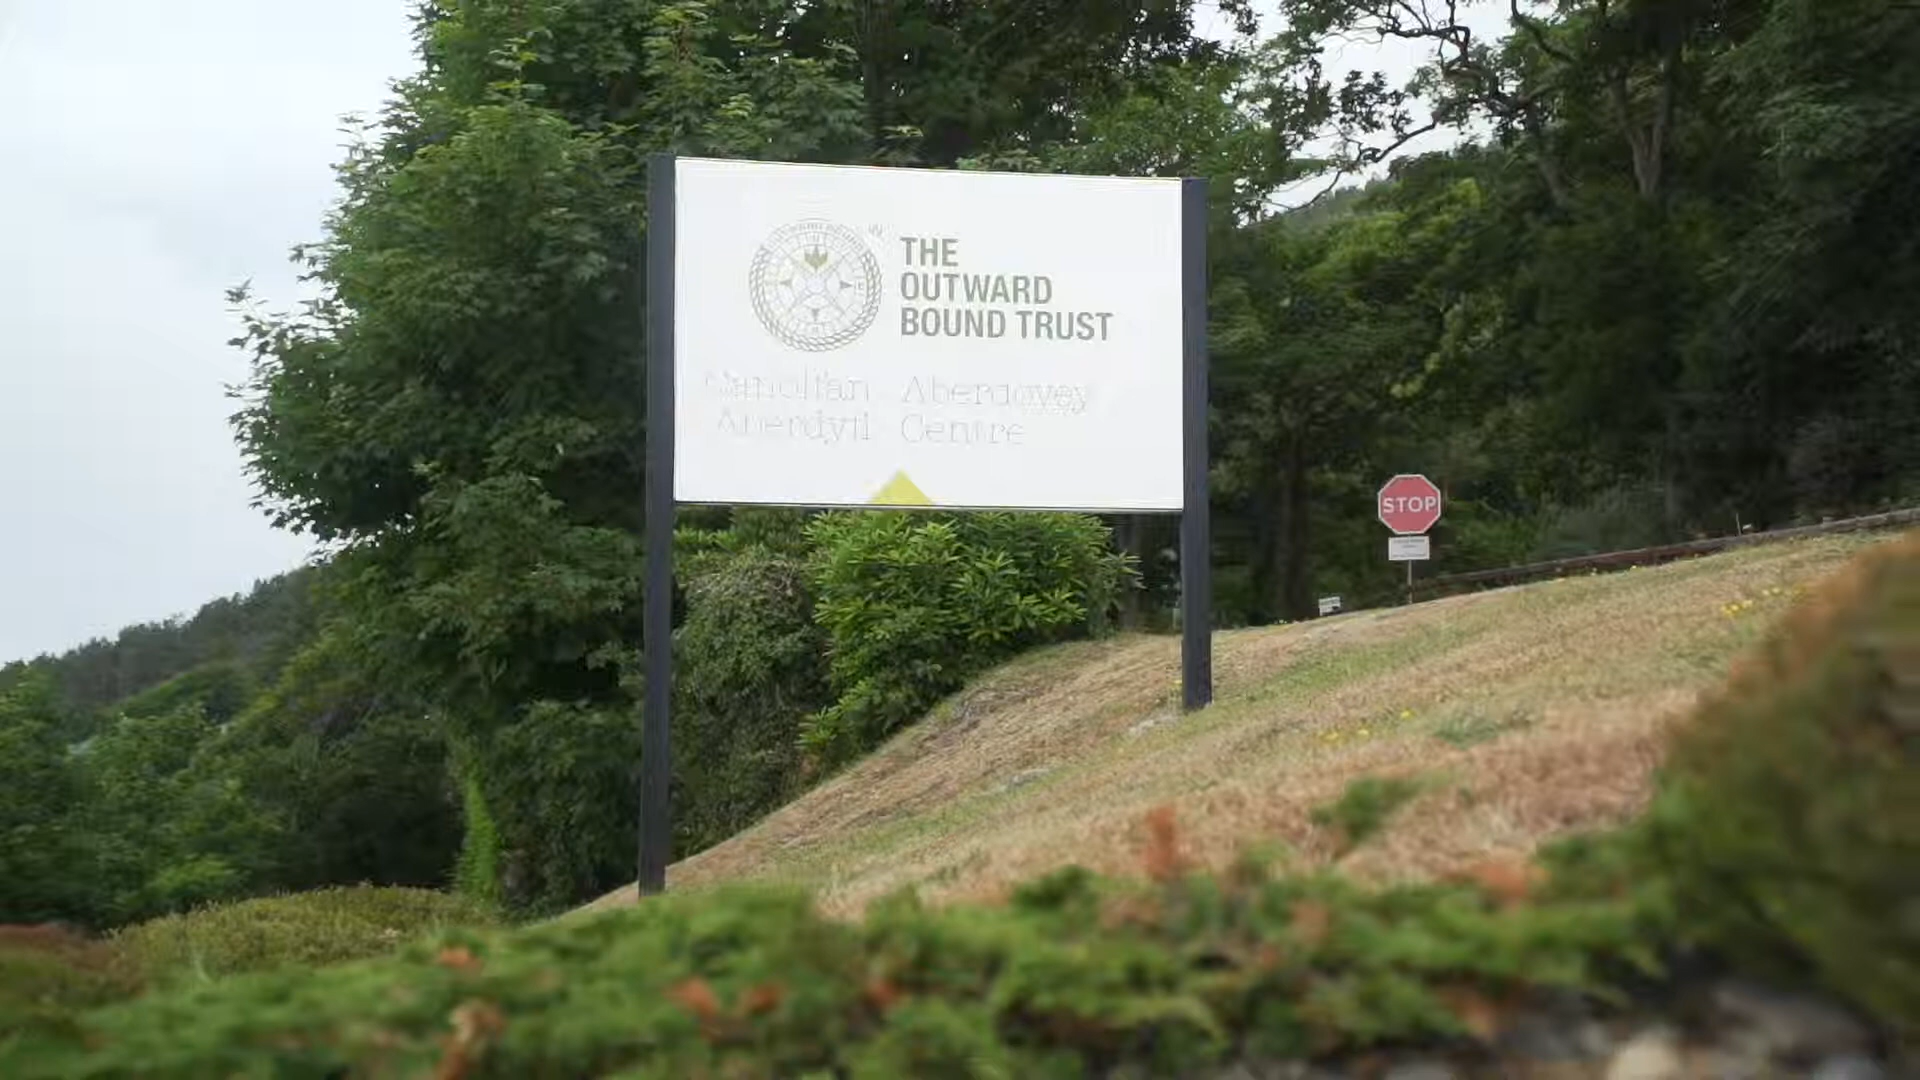 THE
OUTWARD
BOUND TRUST
Canolfan
Aberdyfi
Aberdovey
Centre
STOP